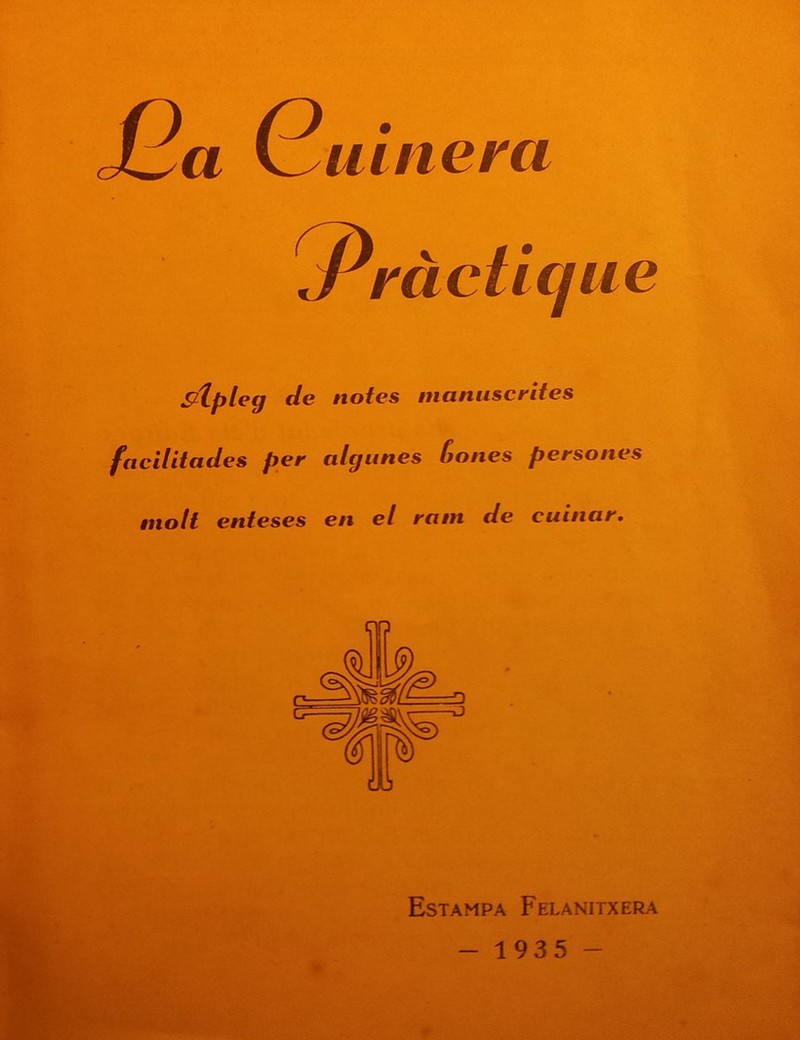 La Cuinera
Pràctique
Apleg de notes manuscrites
facilitades per algunes bones persones
molt enteses en el ram de cuinar.
Estampa Felanitxera
— 1935 —